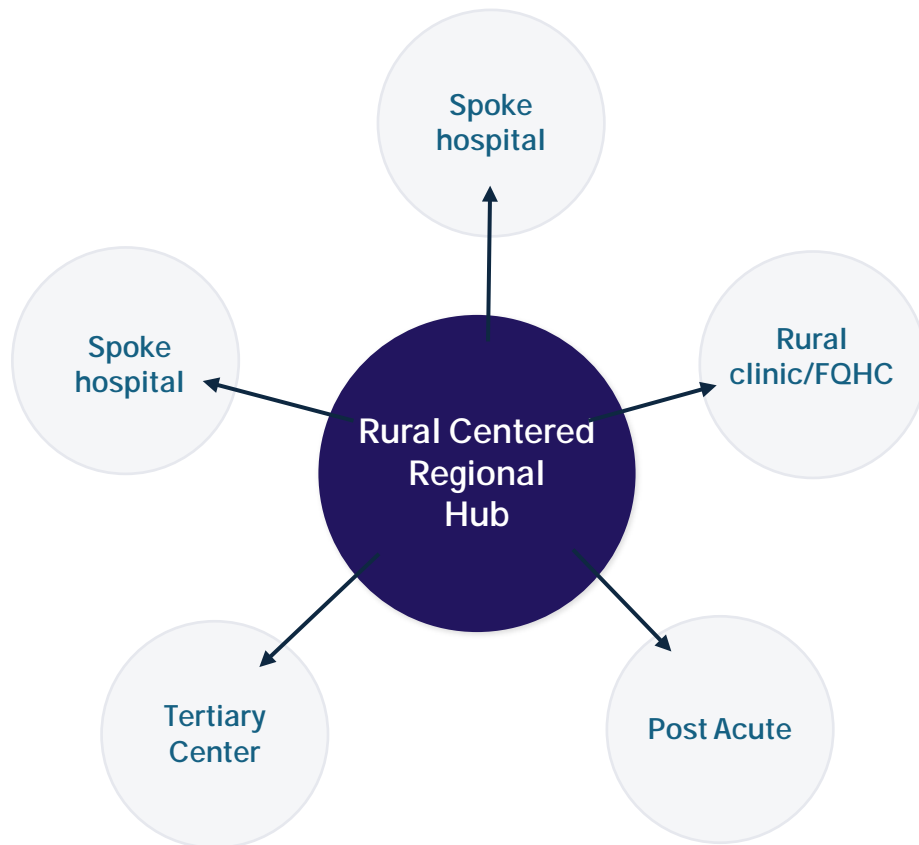 Spoke
hospital
Spoke
hospital
Rural
clinic/FQHC
Rural Centered
Regional
Hub
Tertiary
Center
Post Acute